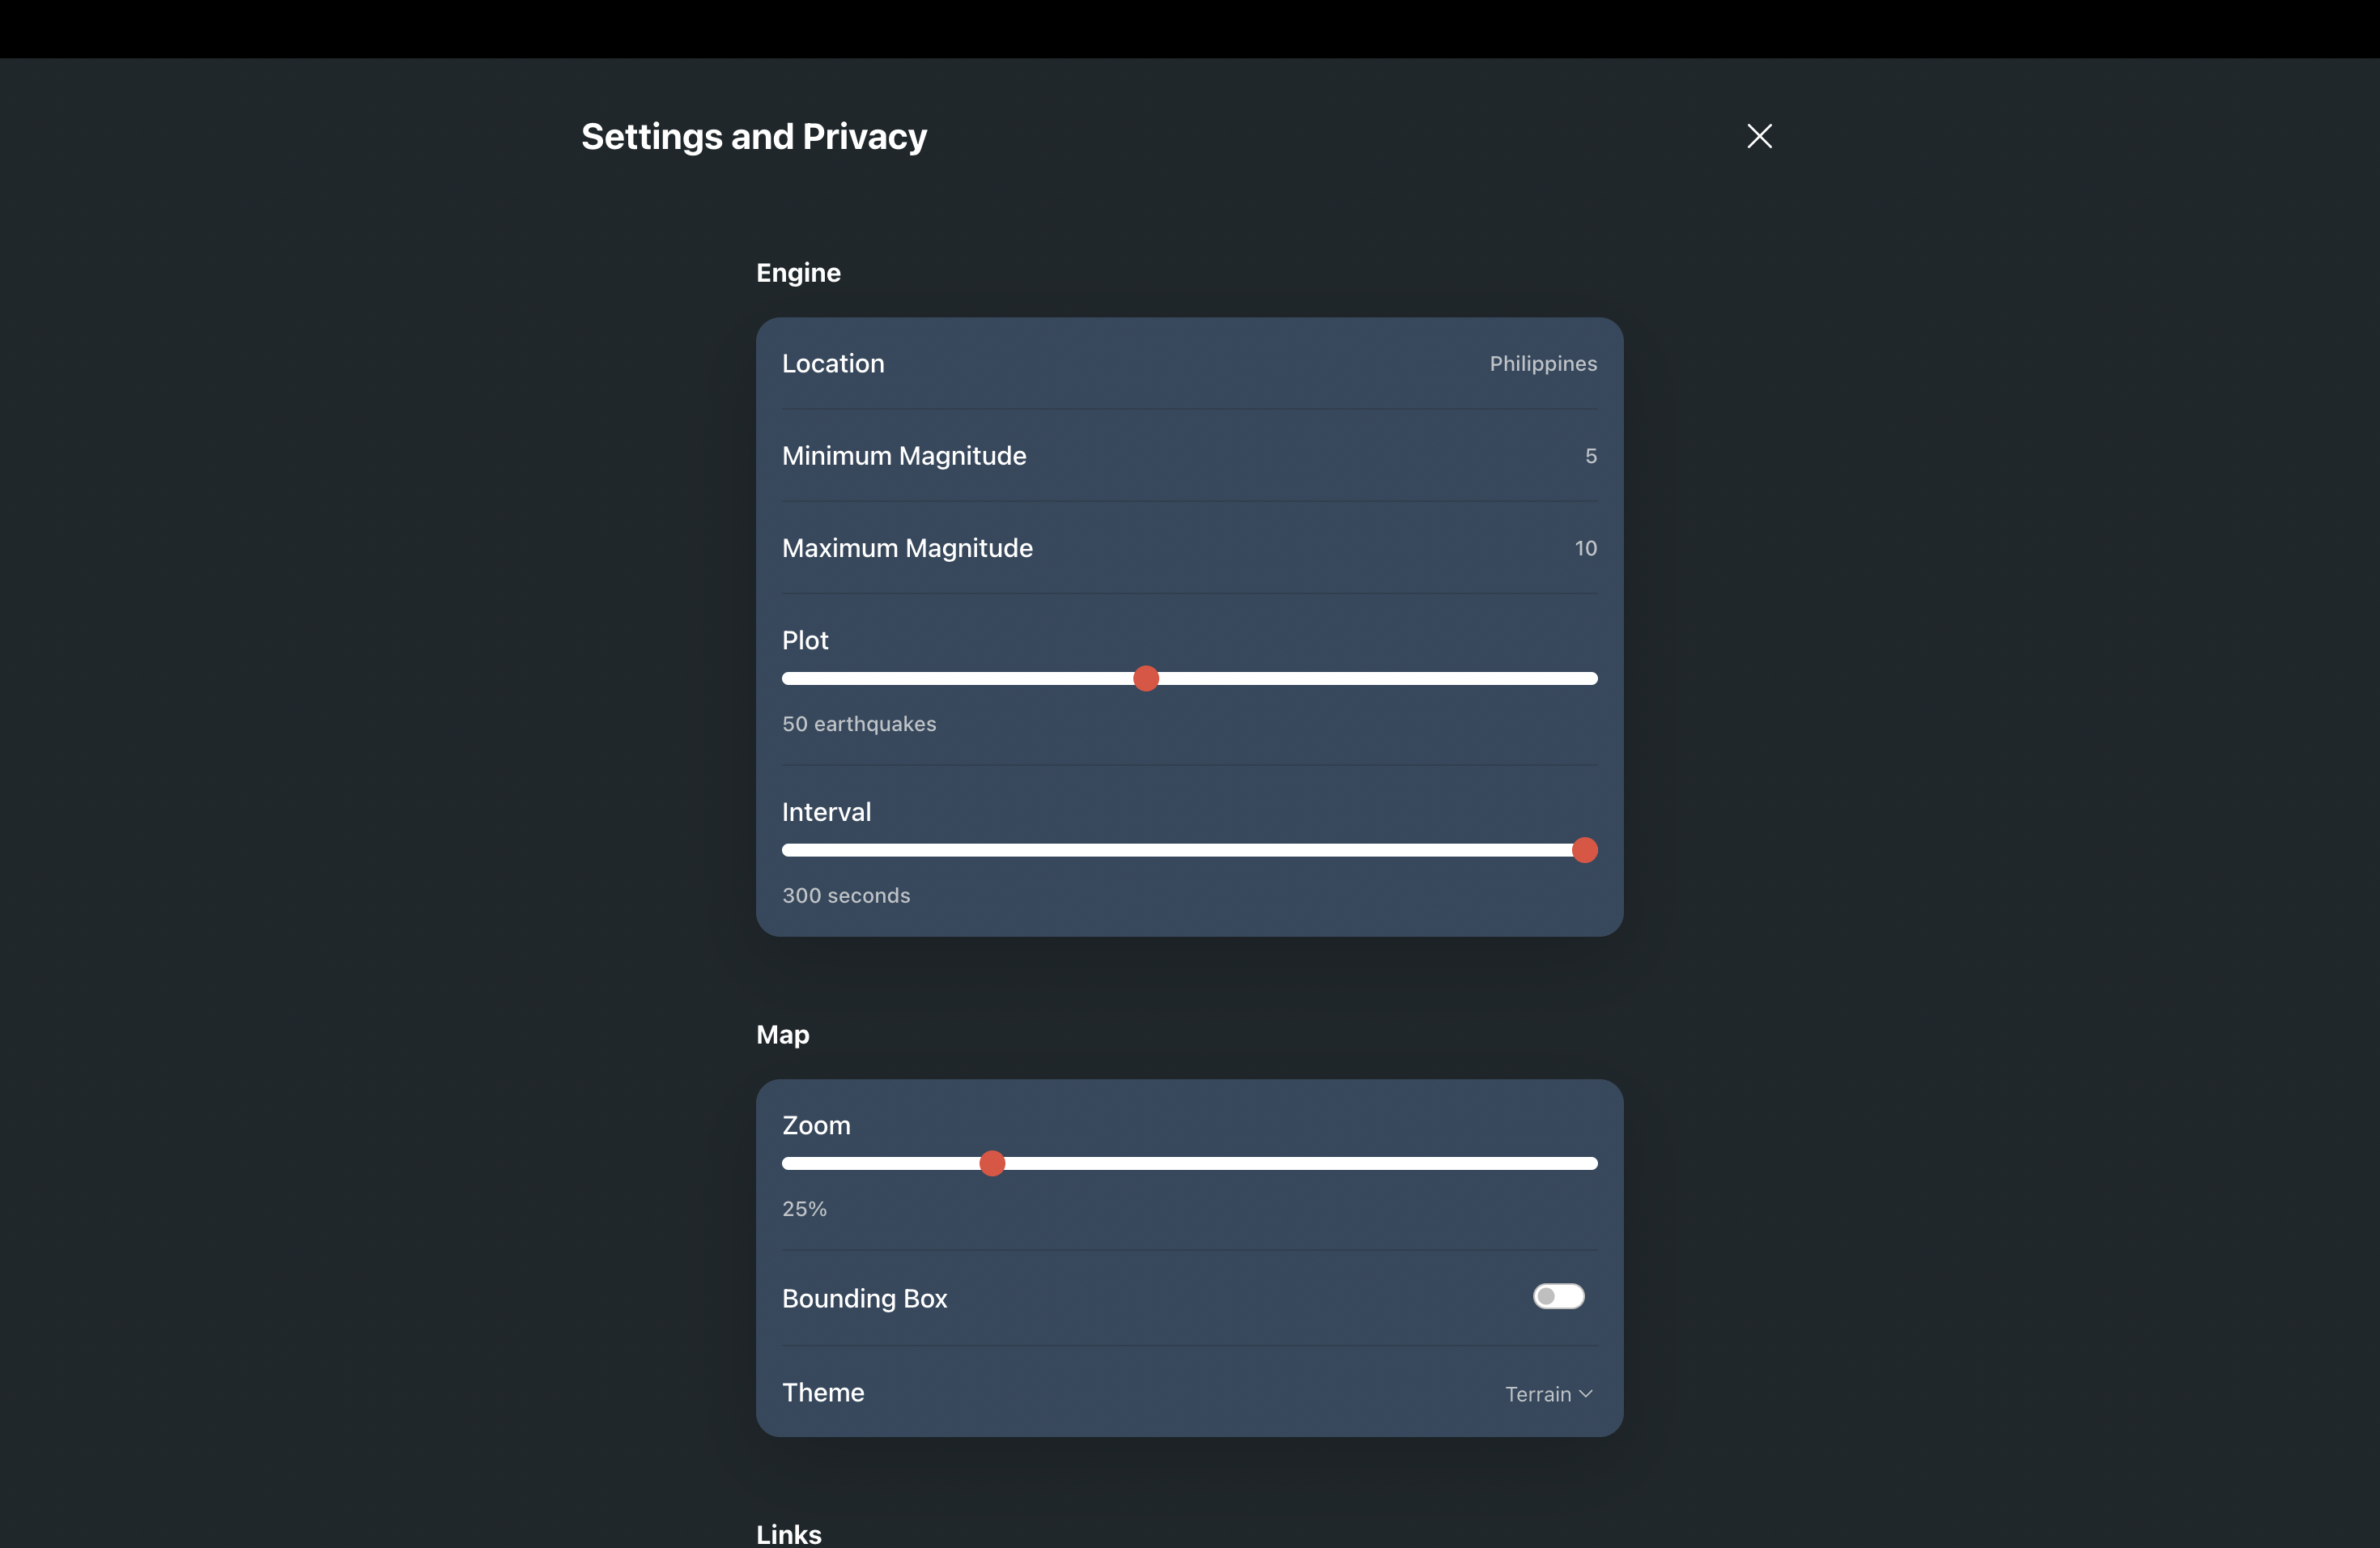 Settings and Privacy
Engine
Location Philippines
Minimum Magnitude 5
Maximum Magnitude 10
Plot
50 earthquakes
Interval
300 seconds
Map
Zoom
25%
Bounding Box
Theme Terrain
Links